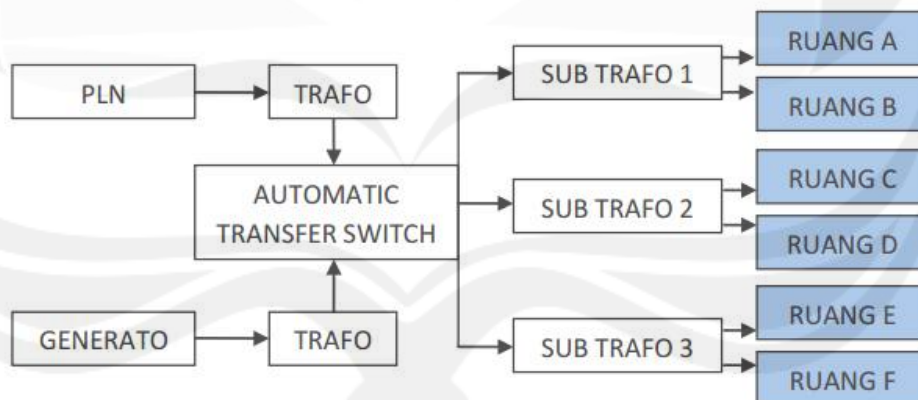 PLN
TRAFO
AUTOMATIC
TRANSFER SWITCH
GENERATO
TRAFO
SUB TRAFO 1
SUB TRAFO 2
SUB TRAFO 3
RUANG A
RUANG B
RUANG C
RUANG D
RUANG E
RUANG F